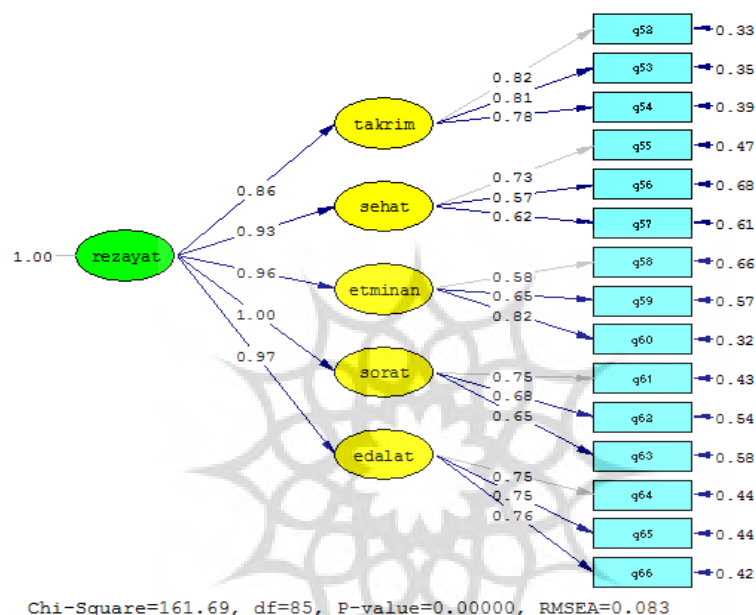 q52
0.33
0.82
q53
0.35
0.81
takrim
0.78
q54
0.39
q55
0.47
0.86
0.73
q56
0.68
sehat
0.57
0.62
q57
0.61
0.93
1.00
rezayat
0.58
q58
0.66
0.96
etminan
0.65
q59
0.57
0.82
1.00
q60
0.32
0.97
0.75
q61
0.43
sorat
0.68
q62
0.54
0.65
q63
0.58
edalat
0.75
q64
0.44
0.75
q65
0.44
0.76
q66
0.42
Chi-Square=161.69, df=85, P-value=0.00000, RMSEA=0.083